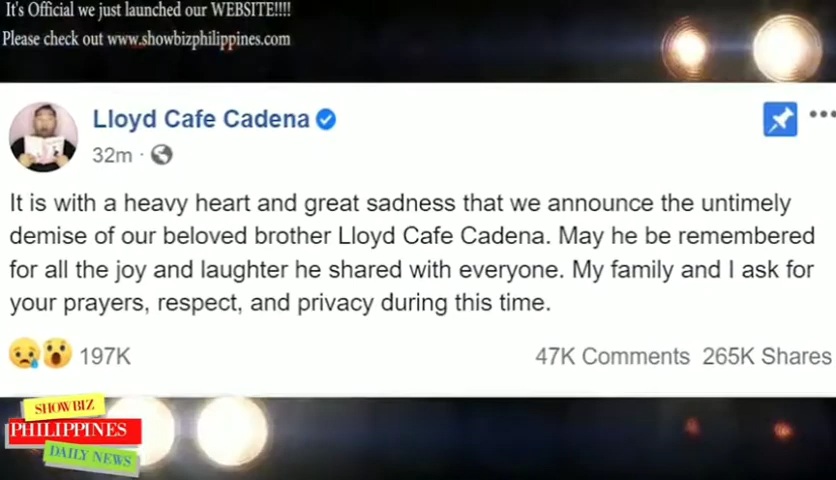 It's Official we just launched our WEBSITE!!!!
Please check out www.showbizphilippines.com
Lloyd Cafe Cadena
32m ·
It is with a heavy heart and great sadness that we announce the untimely
demise of our beloved brother Lloyd Cafe Cadena. May he be remembered
for all the joy and laughter he shared with everyone. My family and I ask for
your prayers, respect, and privacy during this time.
197K
47K Comments 265K Shares
SHOWBIZ
PHILIPPINES
DAILY NEWS